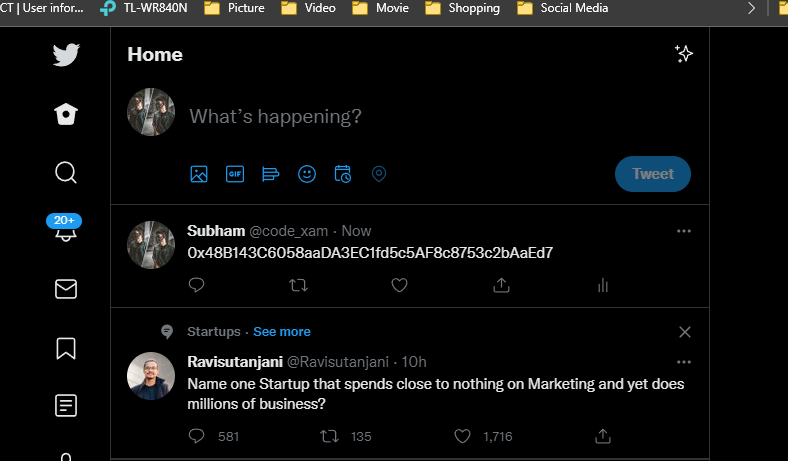 CT | User infor...
TL-WR840N
Picture
Video
Movie
Shopping
Social Media
Home
What's happening?
GIF
Tweet
20+
Subham @code_xam · Now
0x48B143C6058aaDA3EC1fd5c5AF8c8753c2bAaEd7
Startups · See more
Ravisutanjani @Ravisutanjani · 10h
Name one Startup that spends close to nothing on Marketing and yet does
millions of business?
581 135 1,716